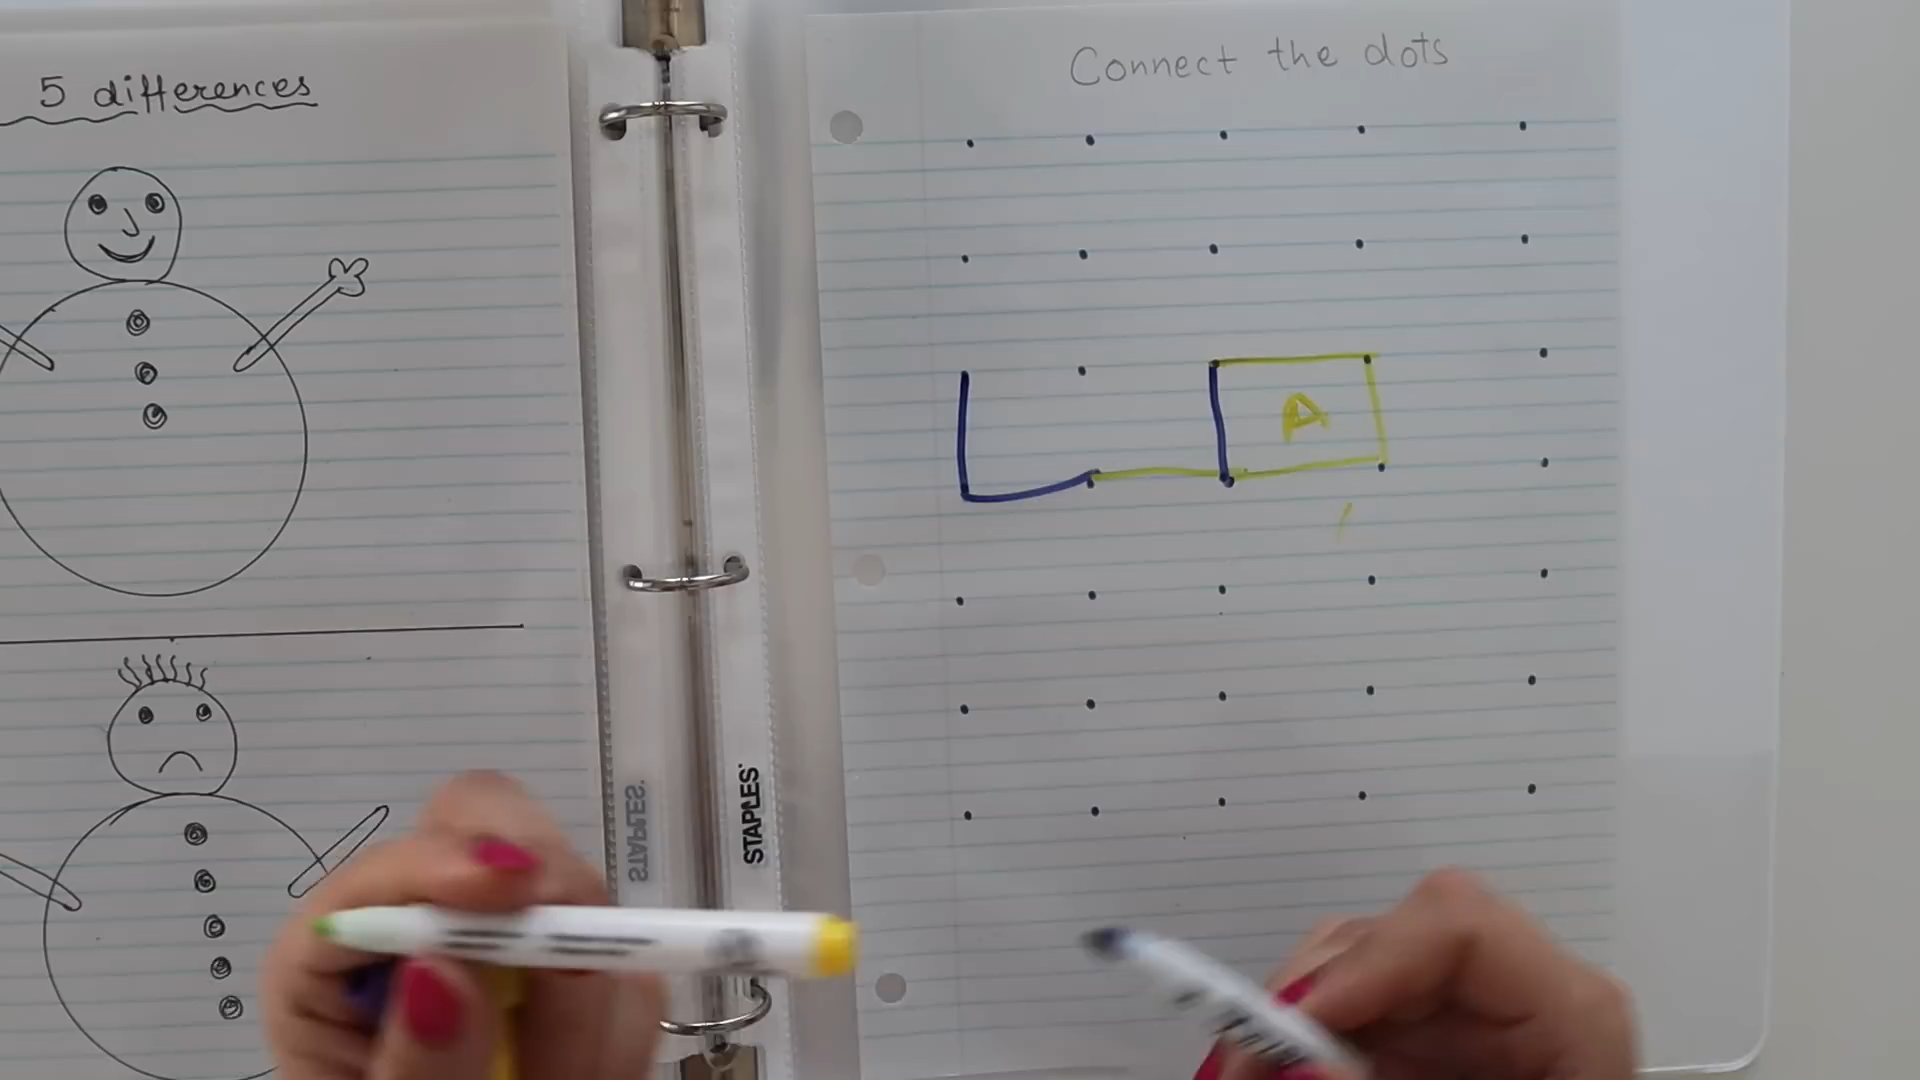 5 differences
Connect the dots
A
STAPLES
STAPLES